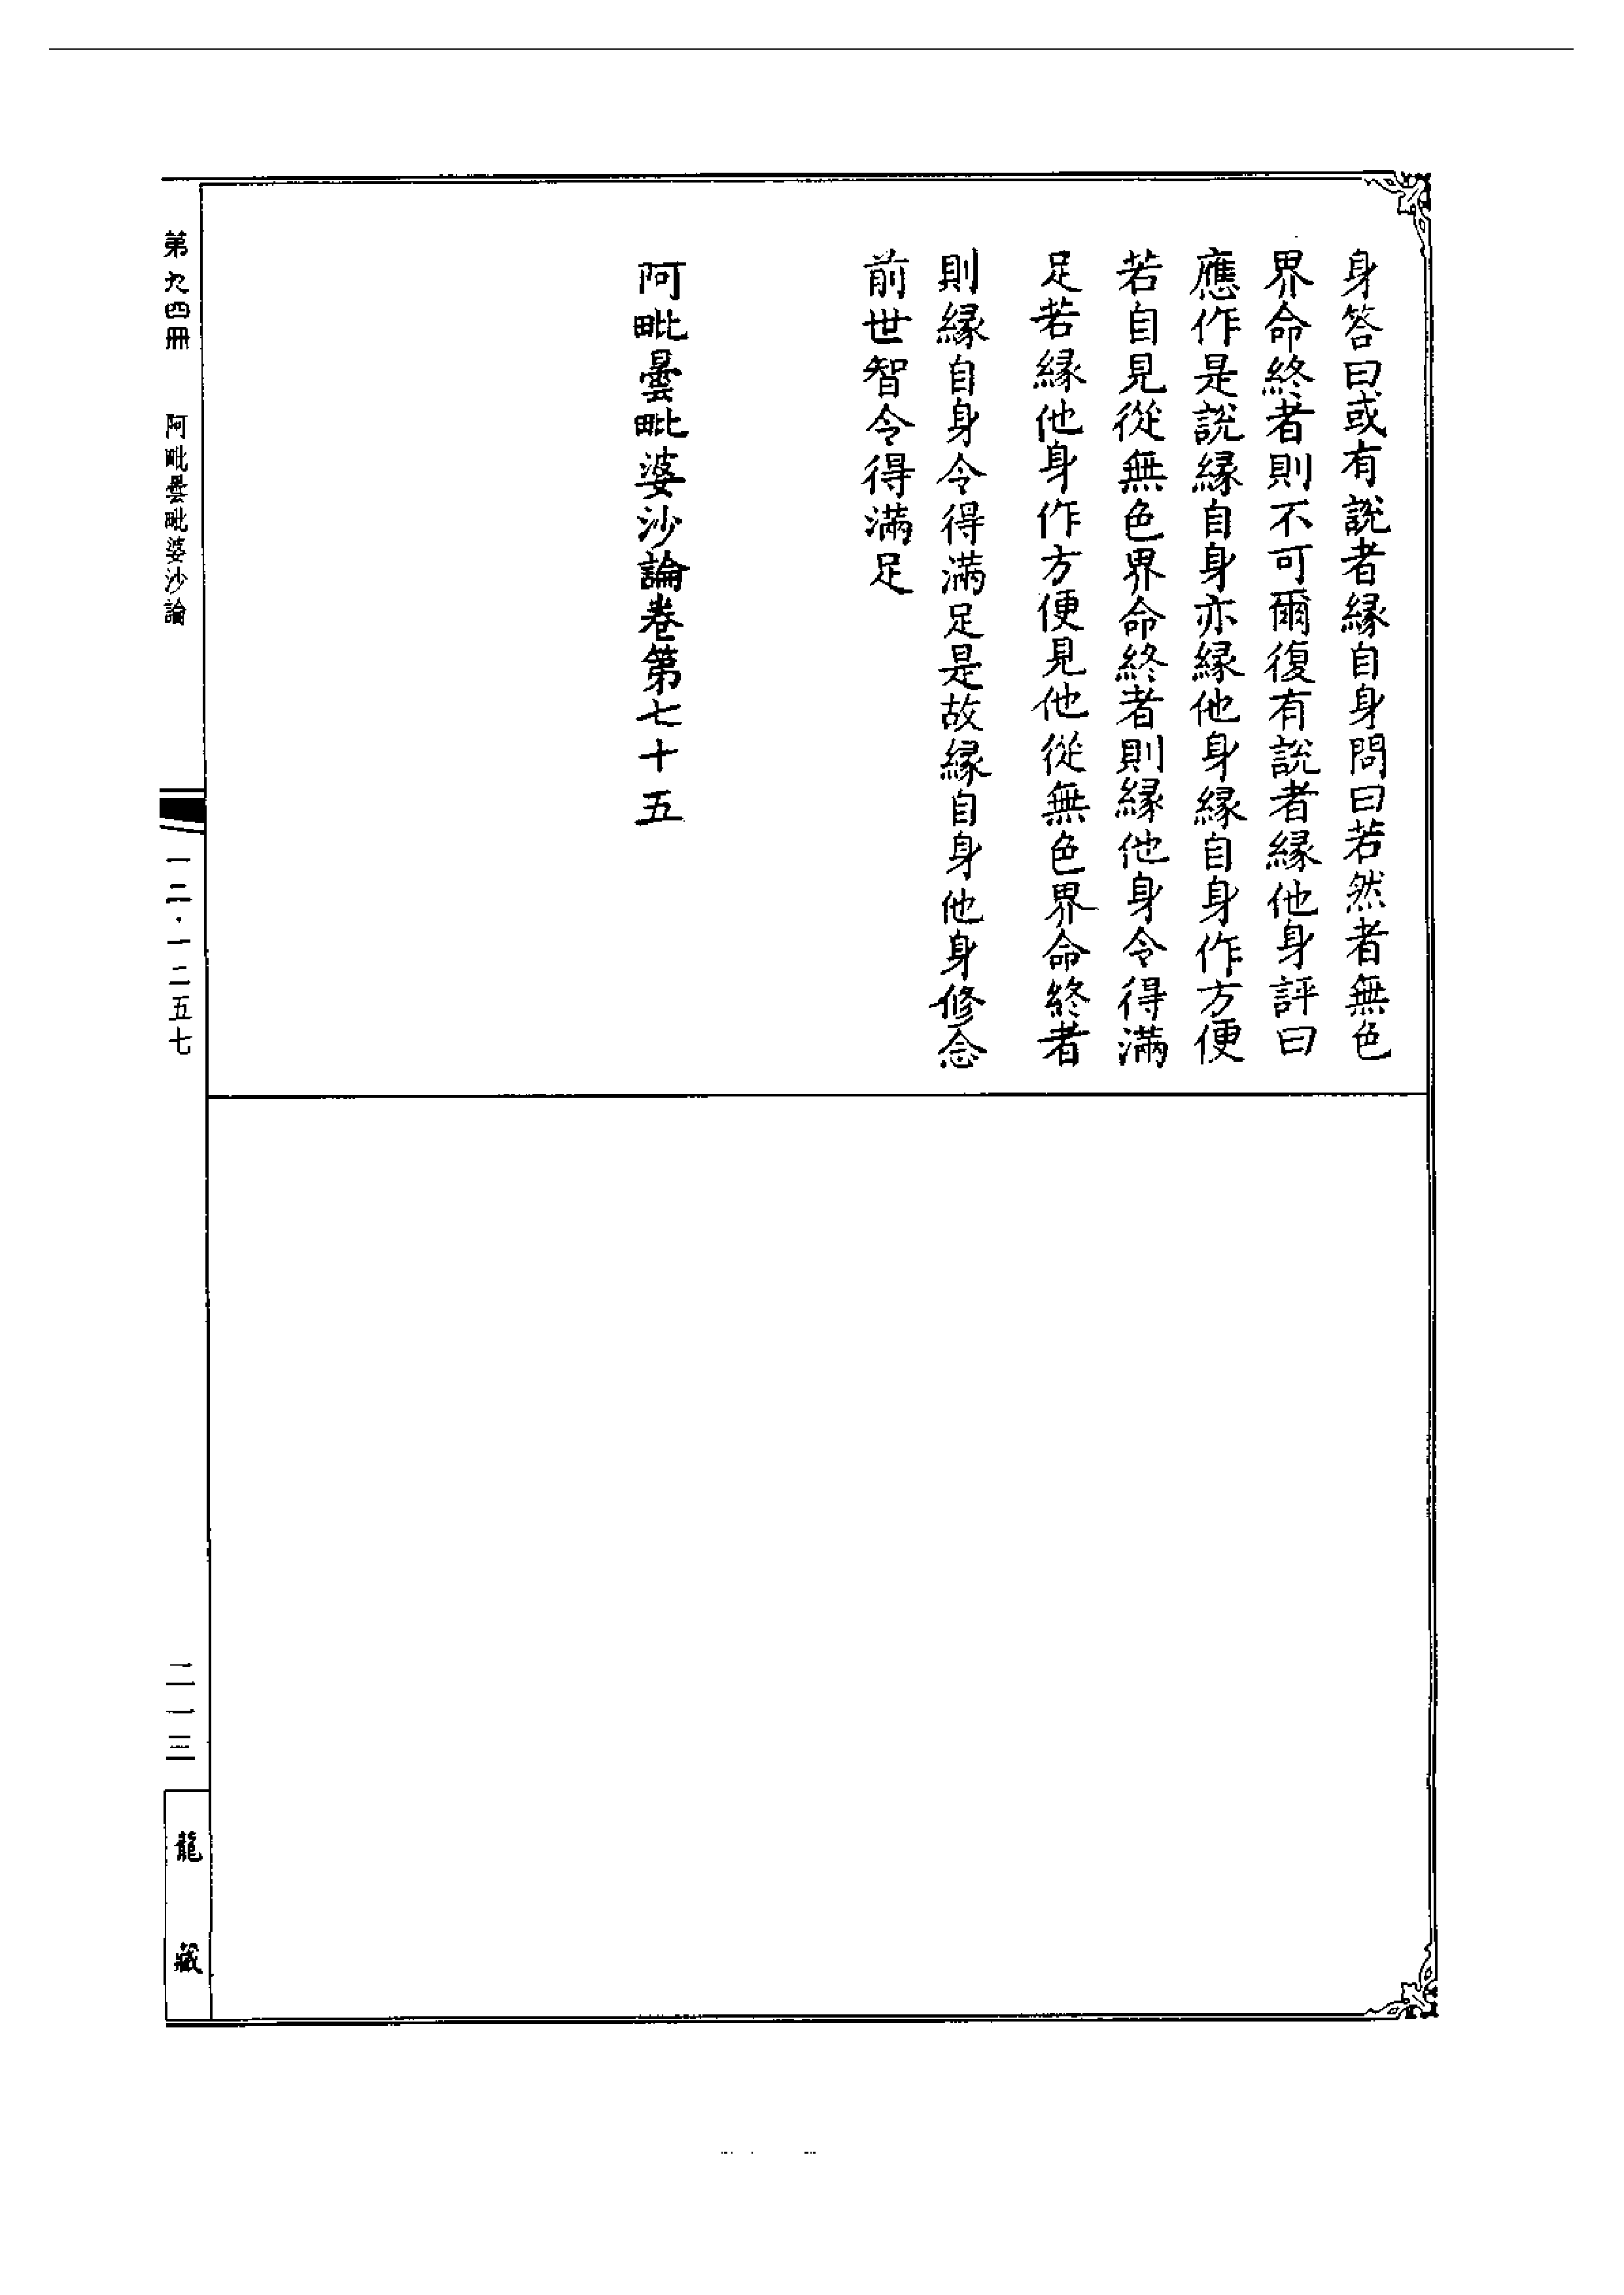 身答曰或有說者緣自身問曰若然者無色
界命終者則不可爾復有說者緣他身評曰
應作是說緣自身亦緣他身緣自身作方便
若自見從無色界命終者則緣他身令得滿
足若緣他身作方便見他從無色界命終者
則緣自身令得滿足是故緣自身他身修念
前世智令得滿足
阿毗曇毗婆沙論卷第七十五
第九四冊 阿毗曇毗婆沙論 一二·一二五七 二一三
龍藏